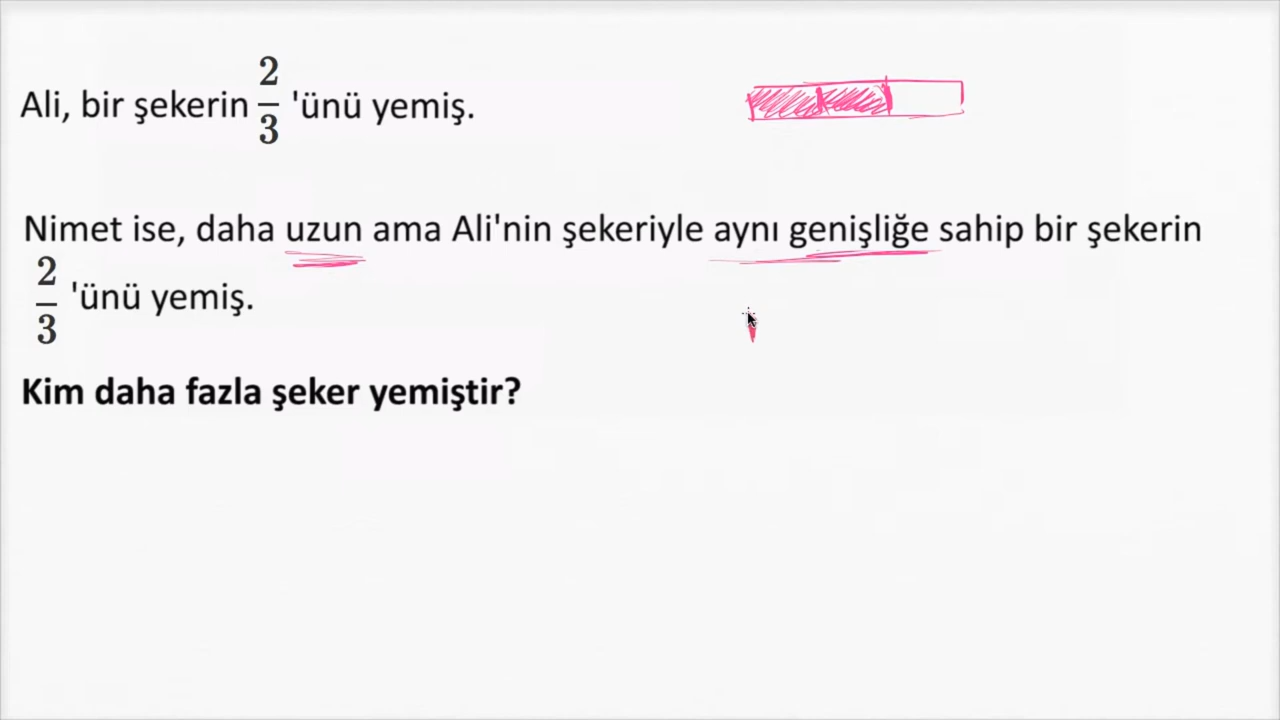 Ali, bir şekerin 2/3 'ünü yemiş.
Nimet ise, daha uzun ama Ali'nin şekeriyle aynı genişliğe sahip bir şekerin
2/3 'ünü yemiş.
Kim daha fazla şeker yemiştir?